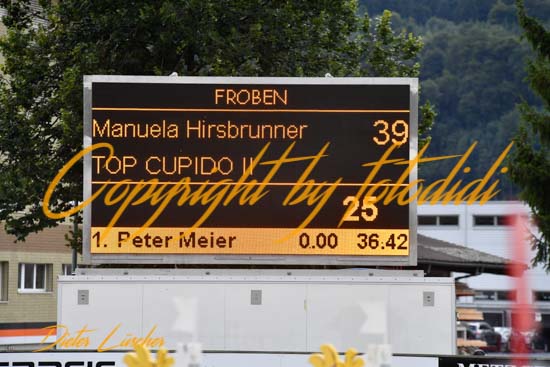 FROBEN
Manuela Hirsbrunner 39
TOP CUPIDO II
Copyright by fotodidi
25
1. Peter Meier 0.00 36.42
Dieter Lüscher